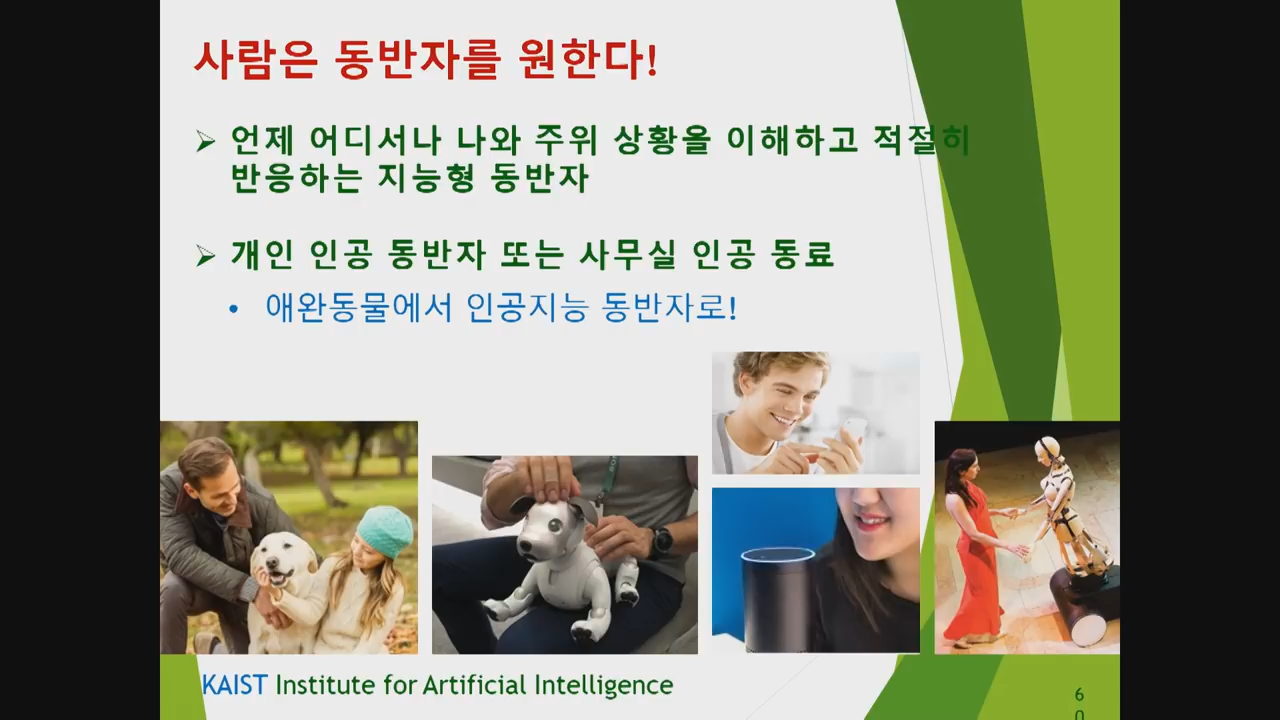 사람은 동반자를 원한다!
➢ 언제 어디서나 나와 주위 상황을 이해하고 적절히
반응하는 지능형 동반자
➢ 개인 인공 동반자 또는 사무실 인공 동료
• 애완동물에서 인공지능 동반자로!
KAIST Institute for Artificial Intelligence
6
0